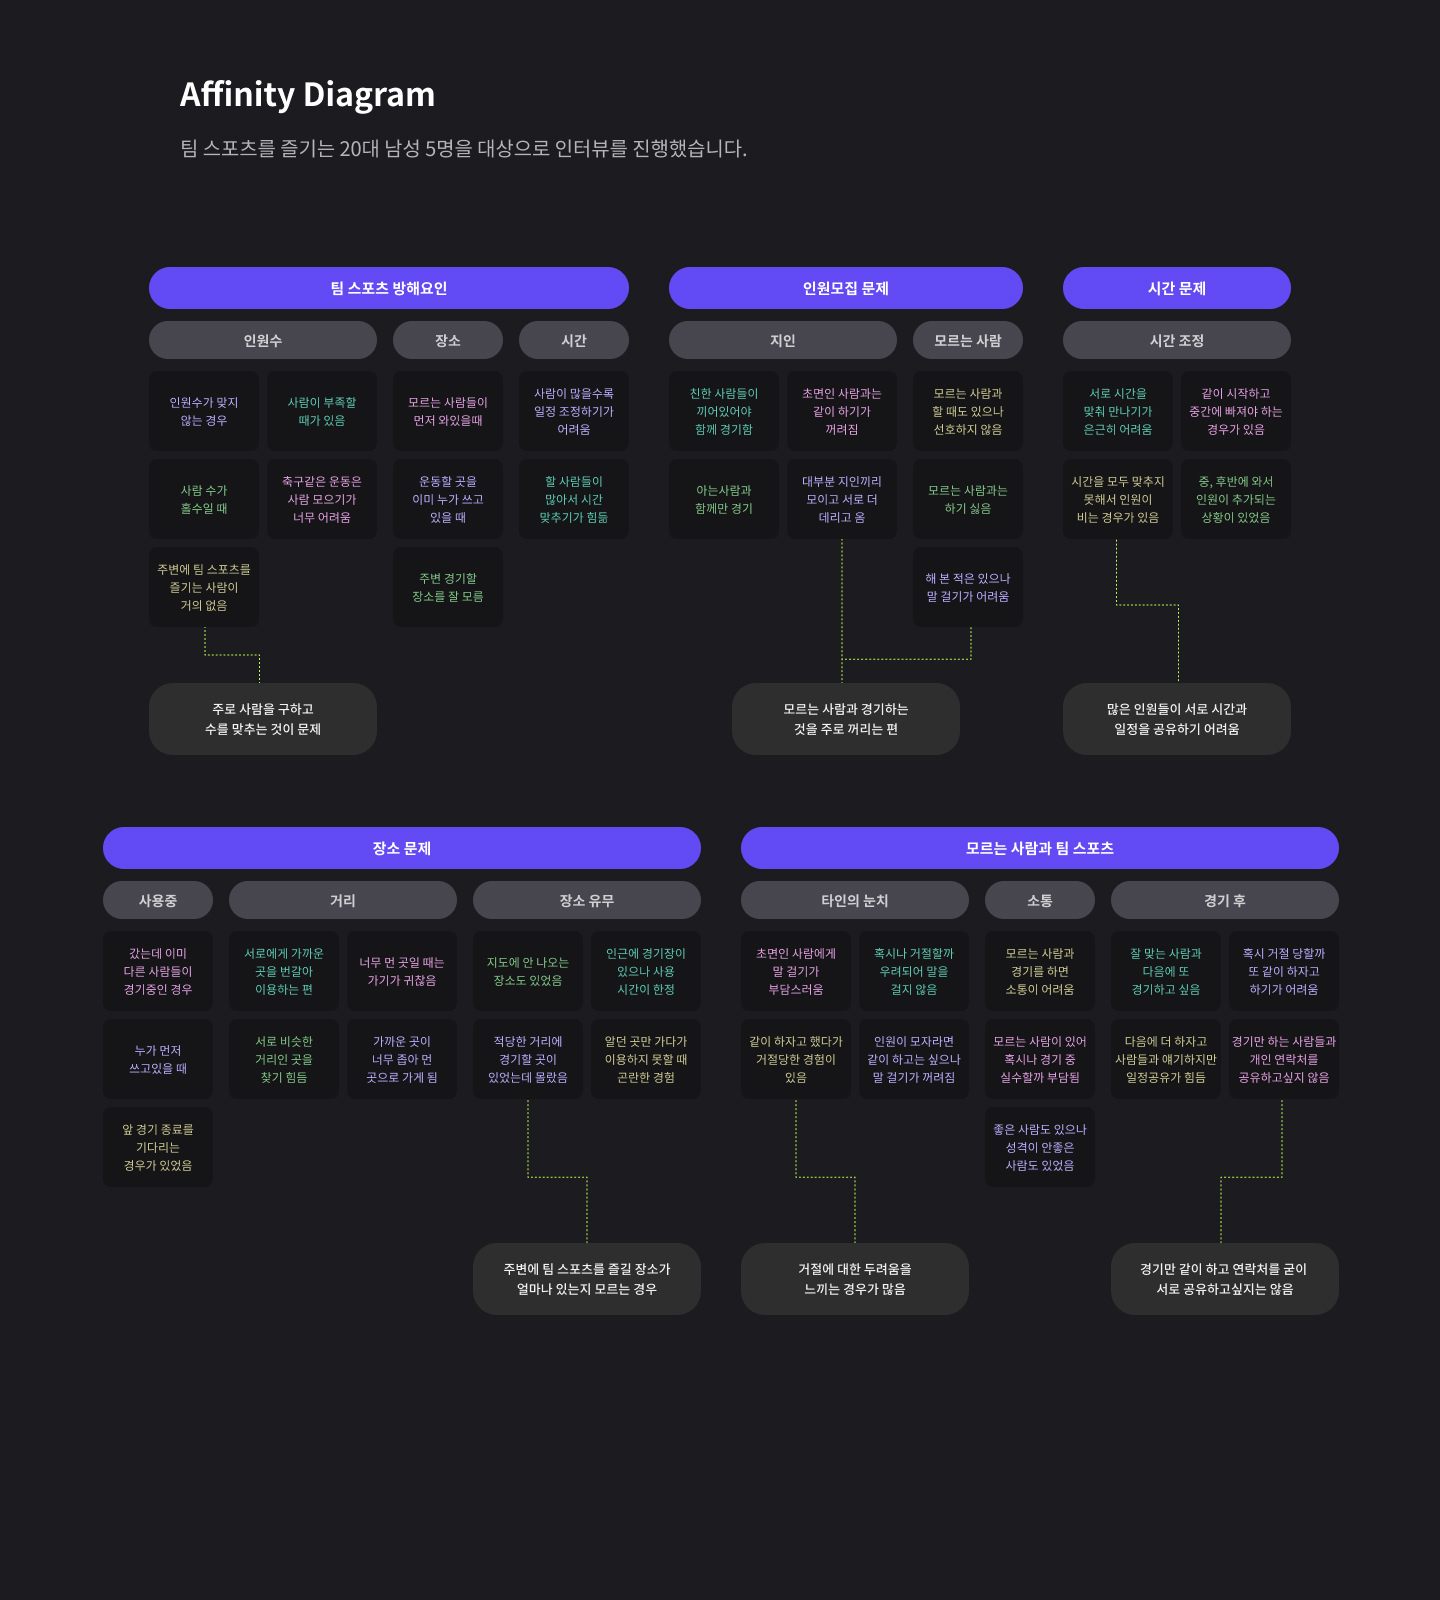 Affinity Diagram
팀 스포츠를 즐기는 20대 남성 5명을 대상으로 인터뷰를 진행했습니다.
팀 스포츠 방해요인
인원수
장소
시간
인원수가 맞지
않는 경우
사람이 부족할
때가 있음
모르는 사람들이
먼저 와있을때
사람이 많을수록
일정 조정하기가
어려움
사람 수가
홀수일 때
축구같은 운동은
사람 모으기가
너무 어려움
운동할 곳을
이미 누가 쓰고
있을 때
할 사람들이
많아서 시간
맞추기가 힘듦
주변에 팀 스포츠를
즐기는 사람이
거의 없음
주변 경기할
장소를 잘 모름
주로 사람을 구하고
수를 맞추는 것이 문제
인원모집 문제
지인
모르는 사람
친한 사람들이
끼어있어야
함께 경기함
초면인 사람과는
같이 하기가
꺼려짐
모르는 사람과
할 때도 있으나
선호하지 않음
아는사람과
함께만 경기
대부분 지인끼리
모이고 서로 더
데리고 옴
모르는 사람과는
하기 싫음
해 본 적은 있으나
말 걸기가 어려움
모르는 사람과 경기하는
것을 주로 꺼리는 편
시간 문제
시간 조정
서로 시간을
맞춰 만나기가
은근히 어려움
같이 시작하고
중간에 빠져야 하는
경우가 있음
시간을 모두 맞추지
못해서 인원이
비는 경우가 있음
중, 후반에 와서
인원이 추가되는
상황이 있었음
많은 인원들이 서로 시간과
일정을 공유하기 어려움
장소 문제
사용중
거리
장소 유무
갔는데 이미
다른 사람들이
경기중인 경우
서로에게 가까운
곳을 번갈아
이용하는 편
너무 먼 곳일 때는
가기가 귀찮음
지도에 안 나오는
장소도 있었음
인근에 경기장이
있으나 사용
시간이 한정
누가 먼저
쓰고있을 때
서로 비슷한
거리인 곳을
찾기 힘듬
가까운 곳이
너무 좁아 먼
곳으로 가게 됨
적당한 거리에
경기할 곳이
있었는데 몰랐음
알던 곳만 가다가
이용하지 못할 때
곤란한 경험
앞 경기 종료를
기다리는
경우가 있었음
주변에 팀 스포츠를 즐길 장소가
얼마나 있는지 모르는 경우
모르는 사람과 팀 스포츠
타인의 눈치
소통
경기 후
초면인 사람에게
말 걸기가
부담스러움
혹시나 거절할까
우려되어 말을
걸지 않음
모르는 사람과
경기를 하면
소통이 어려움
잘 맞는 사람과
다음에 또
경기하고 싶음
혹시 거절 당할까
또 같이 하자고
하기가 어려움
같이 하자고 했다가
거절당한 경험이
있음
인원이 모자라면
같이 하고는 싶으나
말 걸기가 꺼려짐
모르는 사람이 있어
혹시나 경기 중
실수할까 부담됨
다음에 더 하자고
사람들과 얘기하지만
일정공유가 힘듬
경기만 하는 사람들과
개인 연락처를
공유하고싶지 않음
좋은 사람도 있으나
성격이 안좋은
사람도 있었음
거절에 대한 두려움을
느끼는 경우가 많음
경기만 같이 하고 연락처를 굳이
서로 공유하고싶지는 않음